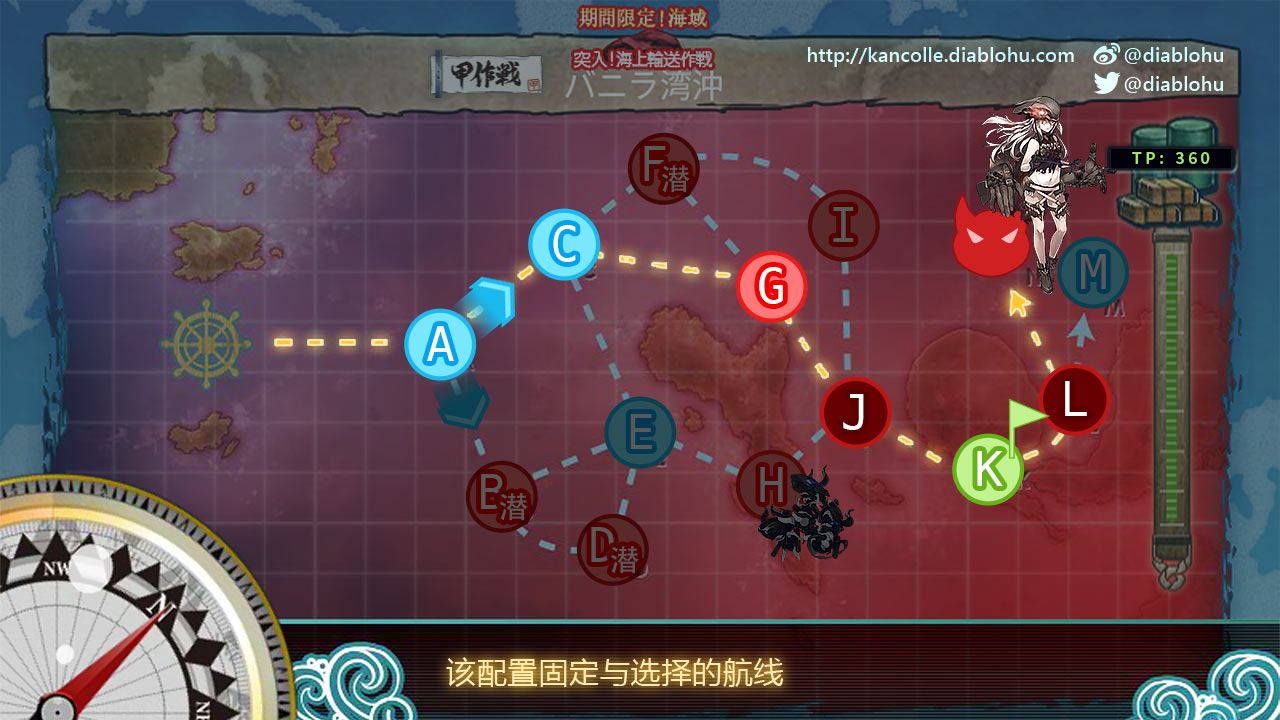 期間限定!海域
突入!海上輸送作戦
甲作戦
バニラ湾沖
http://kancolle.diablohu.com
@diablohu
@diablohu
TP: 360
F潜
I
C
G
M
A
J
L
E
K
B潜
H
D潜
NW
N
该配置固定与选择的航线